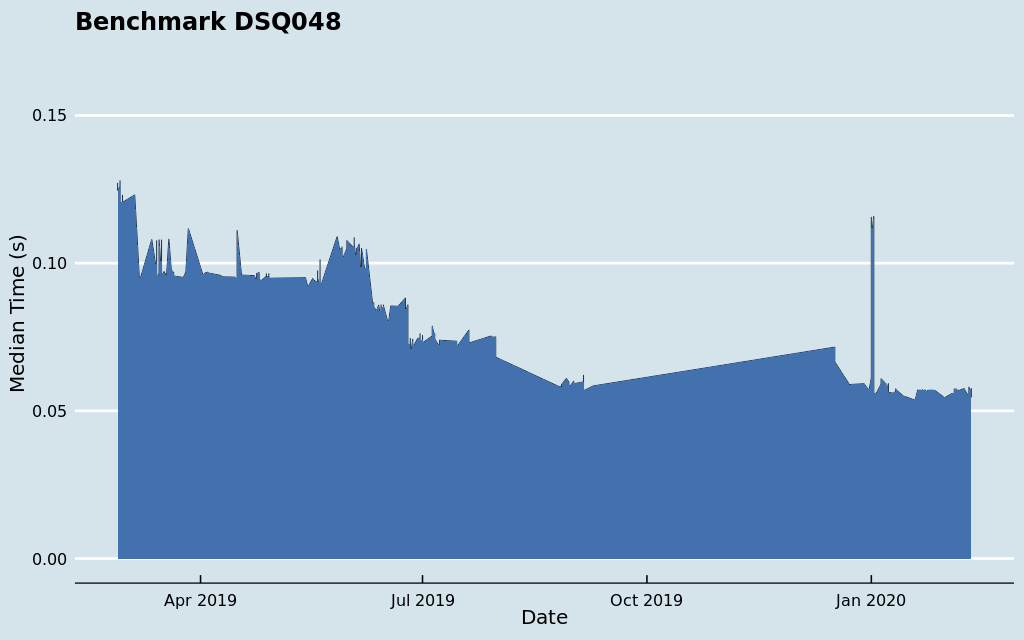 Benchmark DSQ048
0.15
0.10
0.05
0.00
Median Time (s)
Apr 2019
Jul 2019
Oct 2019
Jan 2020
Date